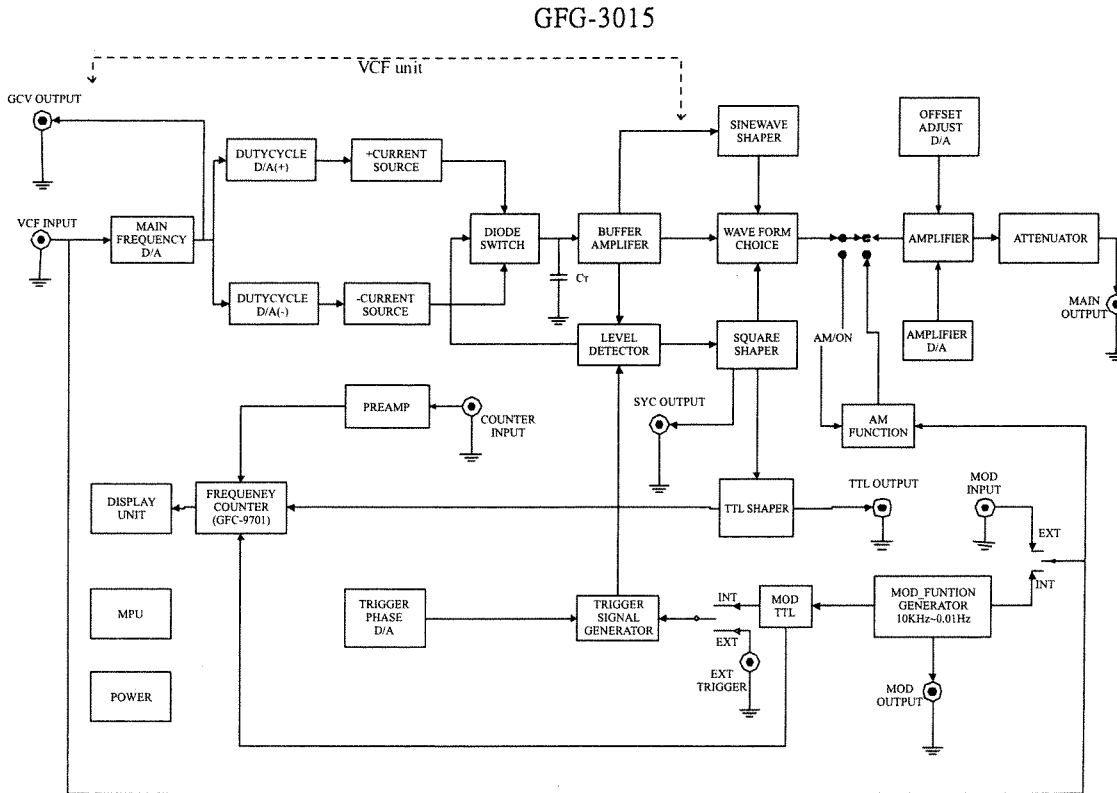 GFG-3015
VCF unit
GCV OUTPUT
SINEWAVE
SHAPER
OFFSET
ADJUST
D/A
DUTYCYCLE
D/A(+)
+CURRENT
SOURCE
VCF INPUT
MAIN
FREQUENCY
D/A
DIODE
SWITCH
BUFFER
AMPLIFER
WAVE FORM
CHOICE
AMPLIFIER
ATTENUATOR
CT
DUTYCYCLE
D/A(-)
-CURRENT
SOURCE
MAIN
OUTPUT
LEVEL
DETECTOR
SQUARE
SHAPER
AM/ON
AMPLIFIER
D/A
PREAMP
COUNTER
INPUT
SYC OUTPUT
AM
FUNCTION
DISPLAY
UNIT
FREQUENEY
COUNTER
(GFC-9701)
TTL SHAPER
TTL OUTPUT
MOD
INPUT
EXT
INT
MPU
TRIGGER
PHASE
D/A
TRIGGER
SIGNAL
GENERATOR
INT
EXT
MOD
TTL
MOD_FUNTION
GENERATOR
10KHz~0.01Hz
EXT
TRIGGER
POWER
MOD
OUTPUT